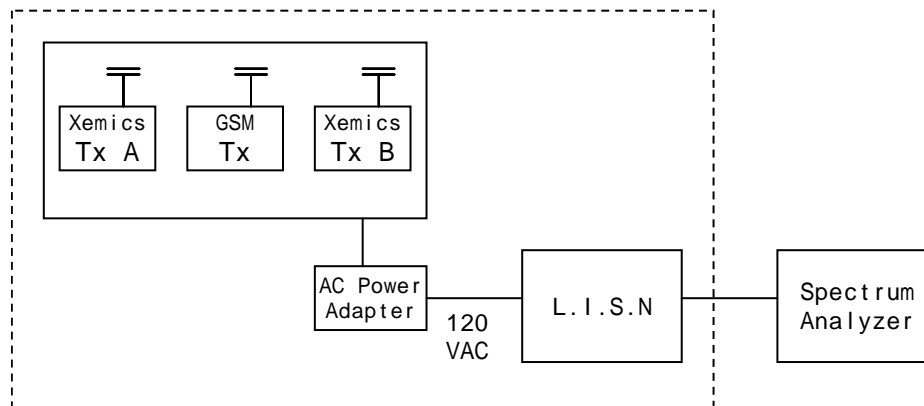 Xemics
Tx A
GSM
Tx
Xemics
Tx B
AC Power
Adapter
120
VAC
L.I.S.N
Spectrum
Analyzer